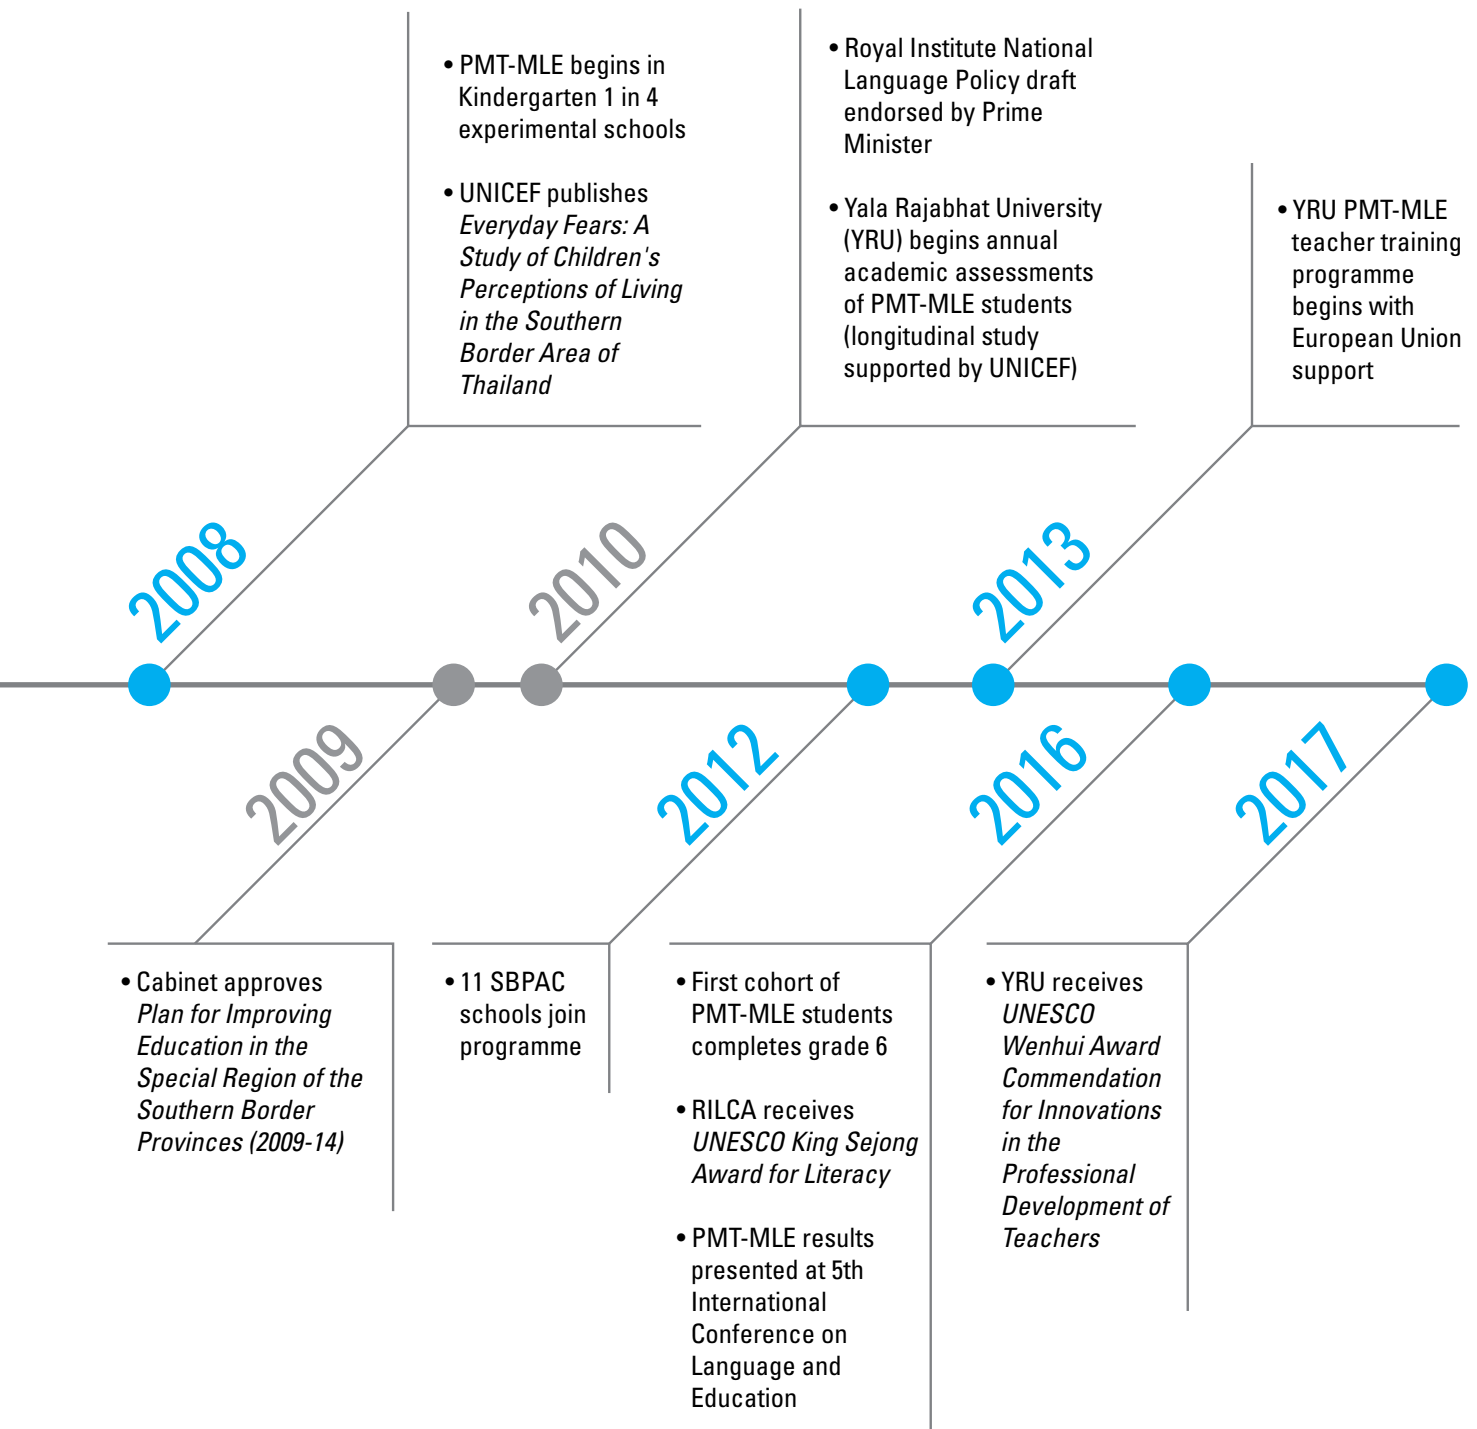 • PMT-MLE begins in
Kindergarten 1 in 4
experimental schools
• UNICEF publishes
Everyday Fears: A
Study of Children's
Perceptions of Living
in the Southern
Border Area of
Thailand
2008
• Royal Institute National
Language Policy draft
endorsed by Prime
Minister
• Yala Rajabhat University
(YRU) begins annual
academic assessments
of PMT-MLE students
(longitudinal study
supported by UNICEF)
2010
• YRU PMT-MLE
teacher training
programme
begins with
European Union
support
2013
2009
• Cabinet approves
Plan for Improving
Education in the
Special Region of the
Southern Border
Provinces (2009-14)
2012
• 11 SBPAC
schools join
programme
2016
• First cohort of
PMT-MLE students
completes grade 6
• RILCA receives
UNESCO King Sejong
Award for Literacy
• PMT-MLE results
presented at 5th
International
Conference on
Language and
Education
2017
• YRU receives
UNESCO
Wenhui Award
Commendation
for Innovations
in the
Professional
Development of
Teachers